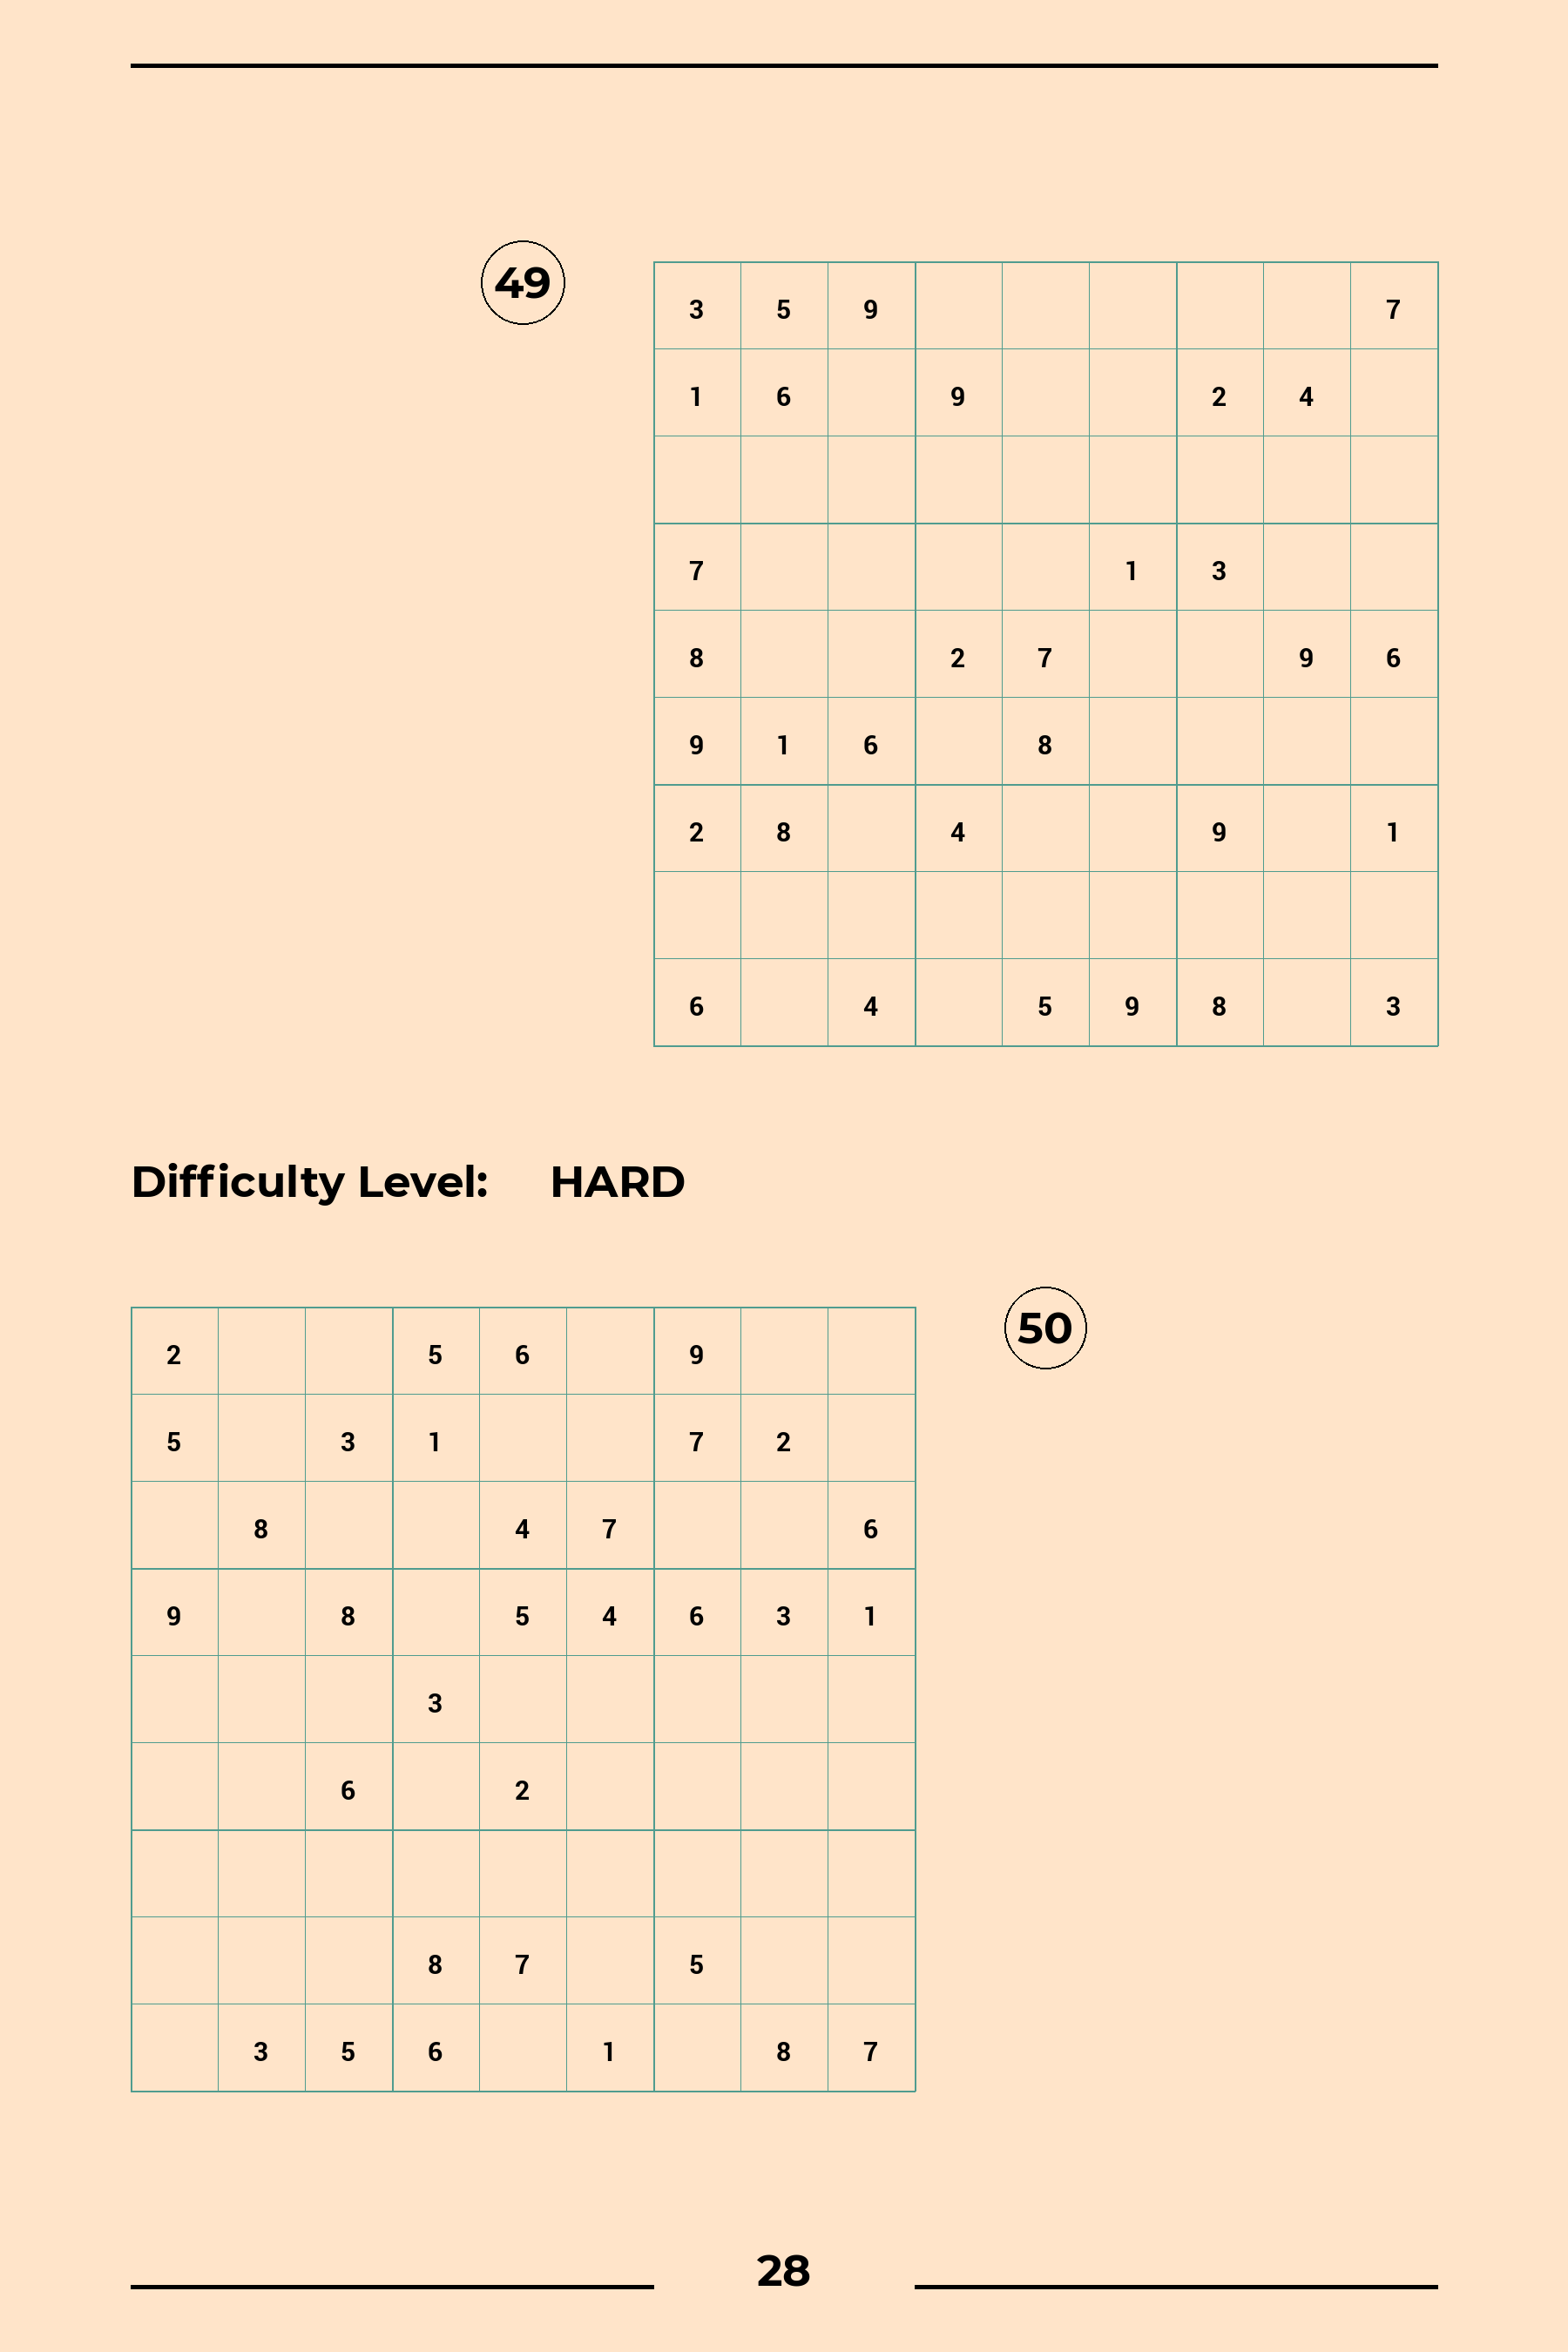 49
3 5 9 7
1 6 9 2 4
7 1 3
8 2 7 9 6
9 1 6 8
2 8 4 9 1
6 4 5 9 8 3
Difficulty Level: HARD
50
2 5 6 9
5 3 1 7 2
8 4 7 6
9 8 5 4 6 3 1
3
6 2
8 7 5
3 5 6 1 8 7
28